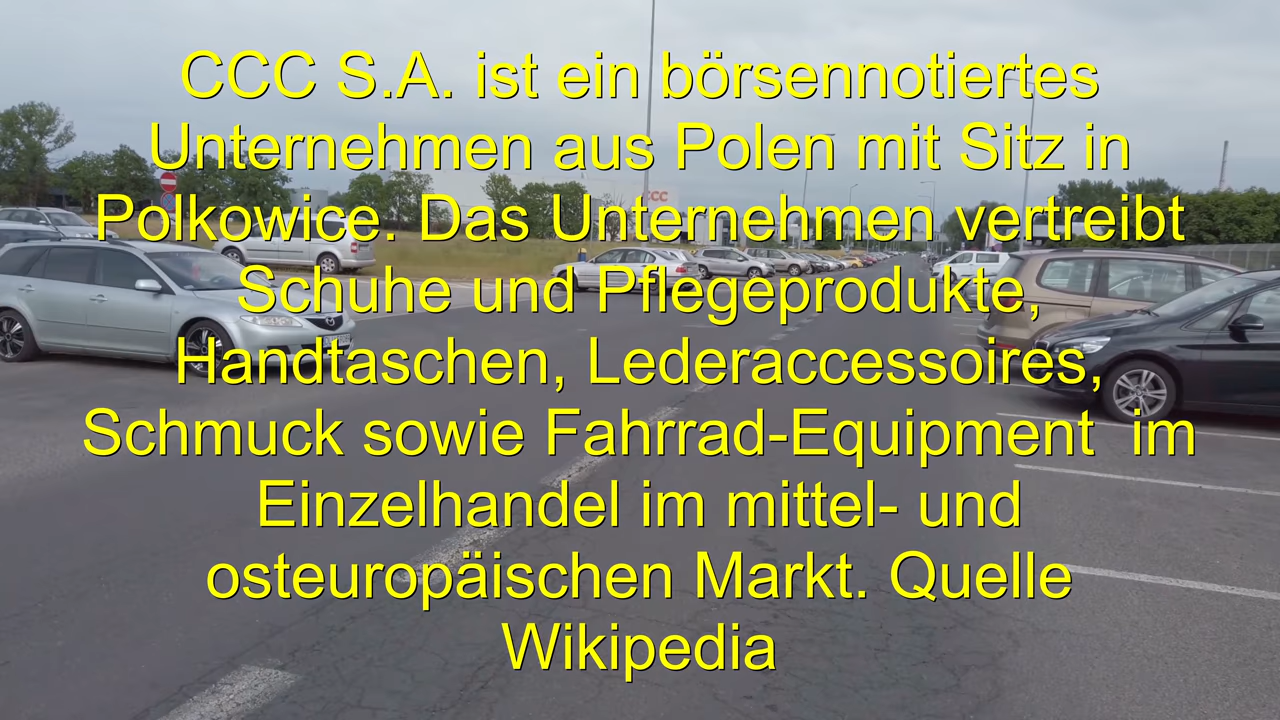 CCC S.A. ist ein börsennotiertes
Unternehmen aus Polen mit Sitz in
Polkowice. Das Unternehmen vertreibt
Schuhe und Pflegeprodukte,
Handtaschen, Lederaccessoires,
Schmuck sowie Fahrrad-Equipment  im
Einzelhandel im mittel- und
osteuropäischen Markt. Quelle
Wikipedia
CCC